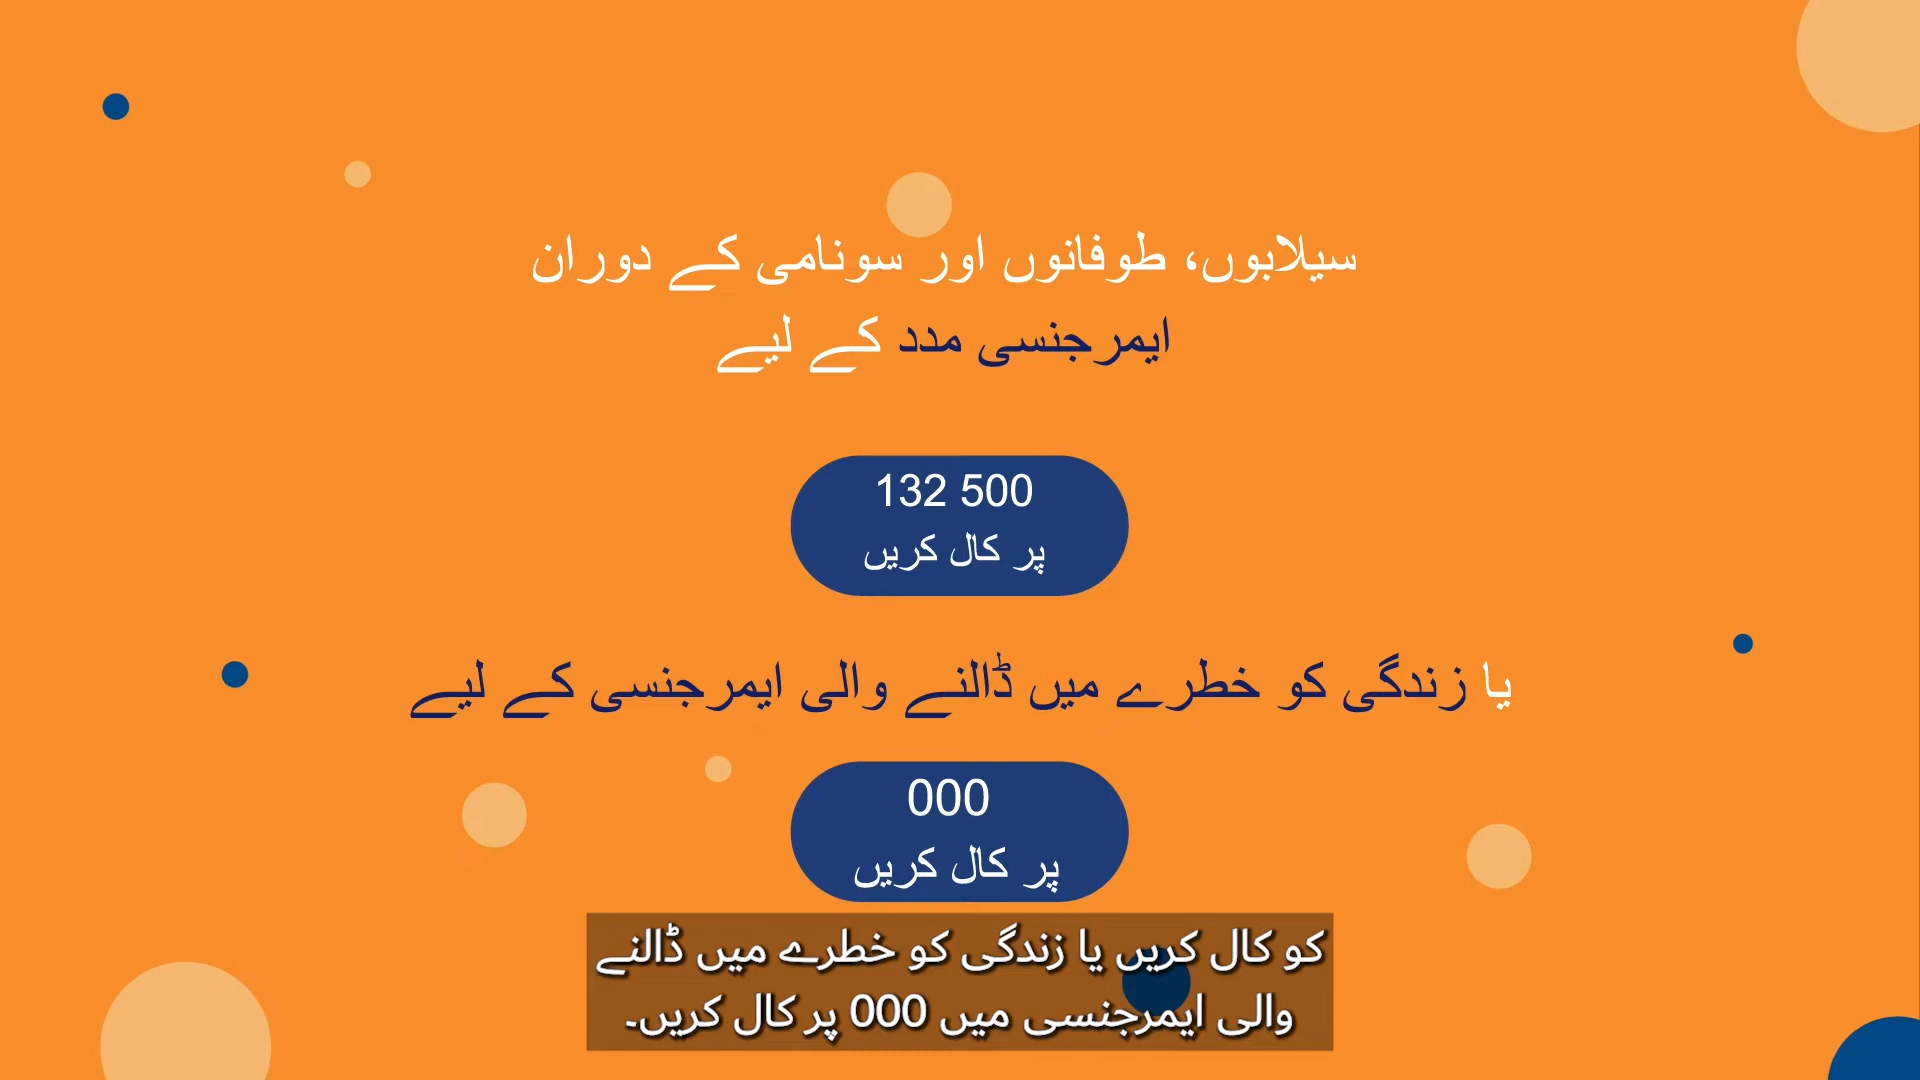 سیلابوں، طوفانوں اور سونامی کے دوران
ایمرجنسی مدد کے لیے
132 500
پر کال کریں
یا زندگی کو خطرے میں ڈالنے والی ایمرجنسی کے لیے
000
پر کال کریں
کو کال کریں یا زندگی کو خطرے میں ڈالنے
والی ایمرجنسی میں 000 پر کال کریں۔